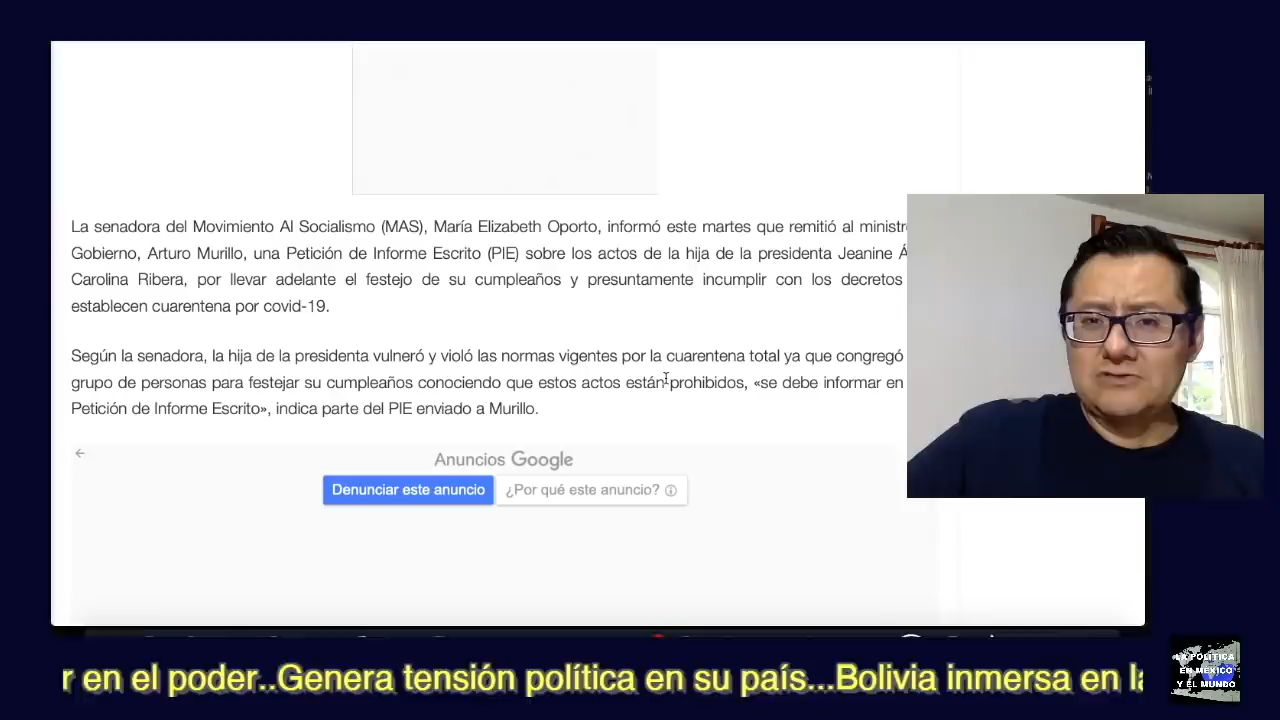 La senadora del Movimiento Al Socialismo (MAS), María Elizabeth Oporto, informó este martes que remitió al ministr
Gobierno, Arturo Murillo, una Petición de Informe Escrito (PIE) sobre los actos de la hija de la presidenta Jeanine
Carolina Ribera, por llevar adelante el festejo de su cumpleaños y presuntamente incumplir con los decretos
establecen cuarentena por covid-19.
Según la senadora, la hija de la presidenta vulneró y violó las normas vigentes por la cuarentena total ya que congregó
grupo de personas para festejar su cumpleaños conociendo que estos actos están prohibidos, «se debe informar en
Petición de Informe Escrito», indica parte del PIE enviado a Murillo.
Anuncios Google
Denunciar este anuncio ¿Por qué este anuncio?
r en el poder..Genera tensión política en su país...Bolivia inmersa en la
LA POLÍTICA
EN MÉXICO
Y EL MUNDO